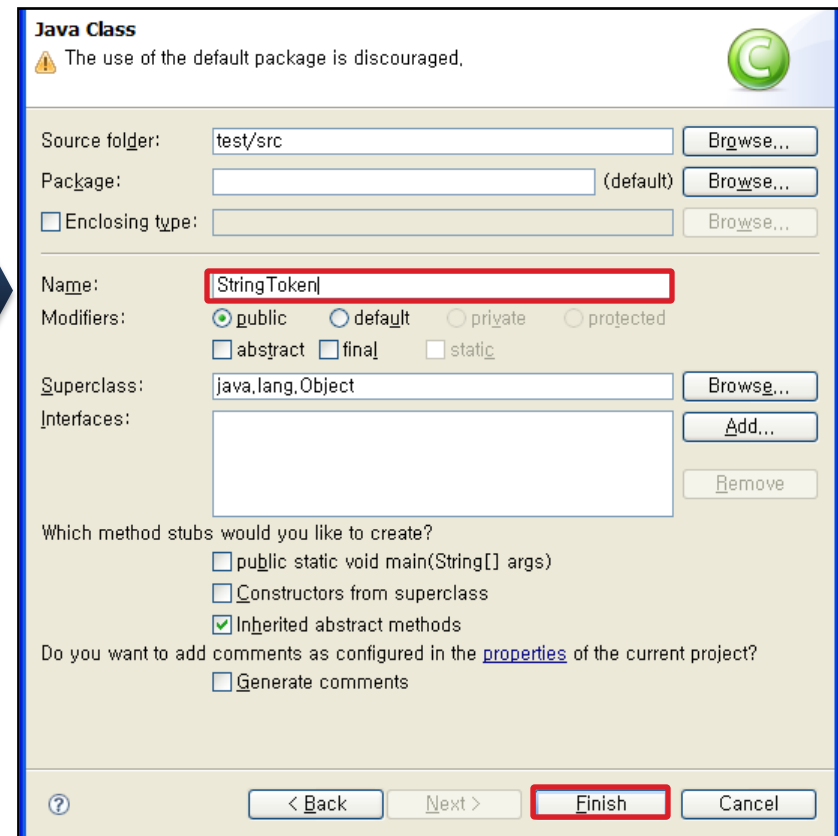 Java Class
The use of the default package is discouraged,
Source folder: test/src Browse,,,
Package: (default) Browse,,,
Enclosing type: Browse,,,
Name: StringToken
Modifiers: public default private protected
abstract final static
Superclass: java,lang,Object Browse,,,
Interfaces: Add,,,
Remove
Which method stubs would you like to create?
public static void main(String[] args)
Constructors from superclass
Inherited abstract methods
Do you want to add comments as configured in the properties of the current project?
Generate comments
? < Back Next > Finish Cancel